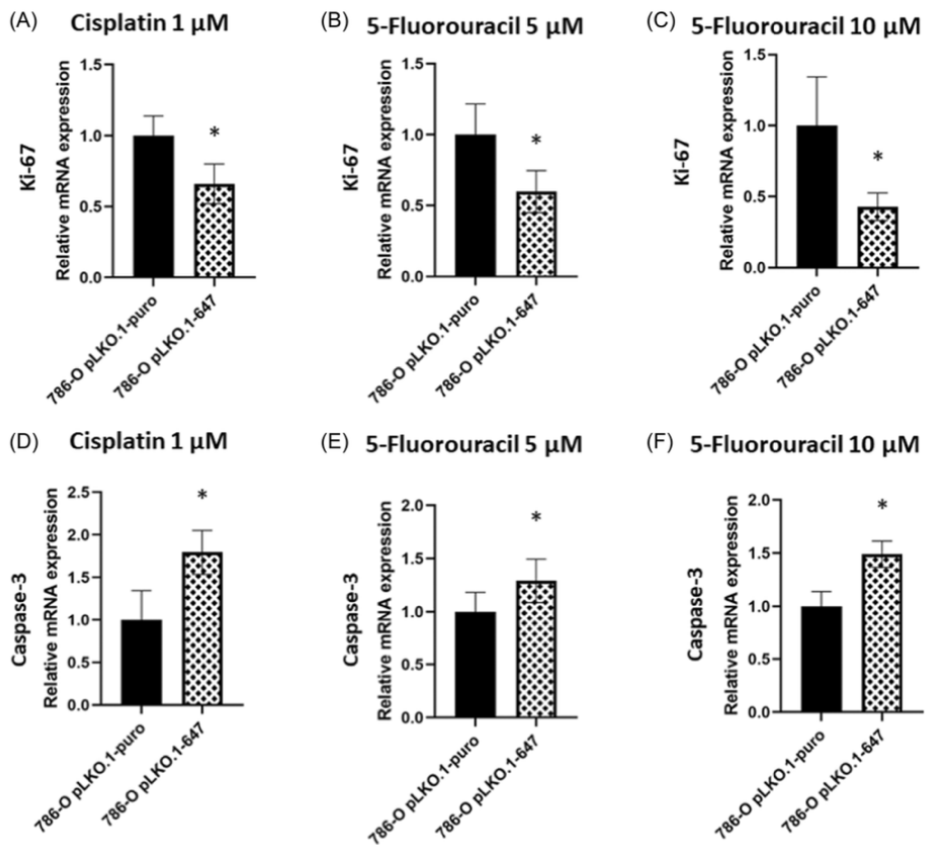 (A) Cisplatin 1 µM
Ki-67
Relative mRNA expression
1.5
1.0
0.5
0.0
*
786-O pLKO.1-puro
786-O pLKO.1-647
(B) 5-Fluorouracil 5 µM
Ki-67
Relative mRNA expression
1.5
1.0
0.5
0.0
*
786-O pLKO.1-puro
786-O pLKO.1-647
(C) 5-Fluorouracil 10 µM
Ki-67
Relative mRNA expression
1.5
1.0
0.5
0.0
*
786-O pLKO.1-puro
786-O pLKO.1-647
(D) Cisplatin 1 µM
Caspase-3
Relative mRNA expression
2.5
2.0
1.5
1.0
0.5
0.0
*
786-O pLKO.1-puro
786-O pLKO.1-647
(E) 5-Fluorouracil 5 µM
Caspase-3
Relative mRNA expression
2.0
1.5
1.0
0.5
0.0
*
786-O pLKO.1-puro
786-O pLKO.1-647
(F) 5-Fluorouracil 10 µM
Caspase-3
Relative mRNA expression
2.0
1.5
1.0
0.5
0.0
*
786-O pLKO.1-puro
786-O pLKO.1-647